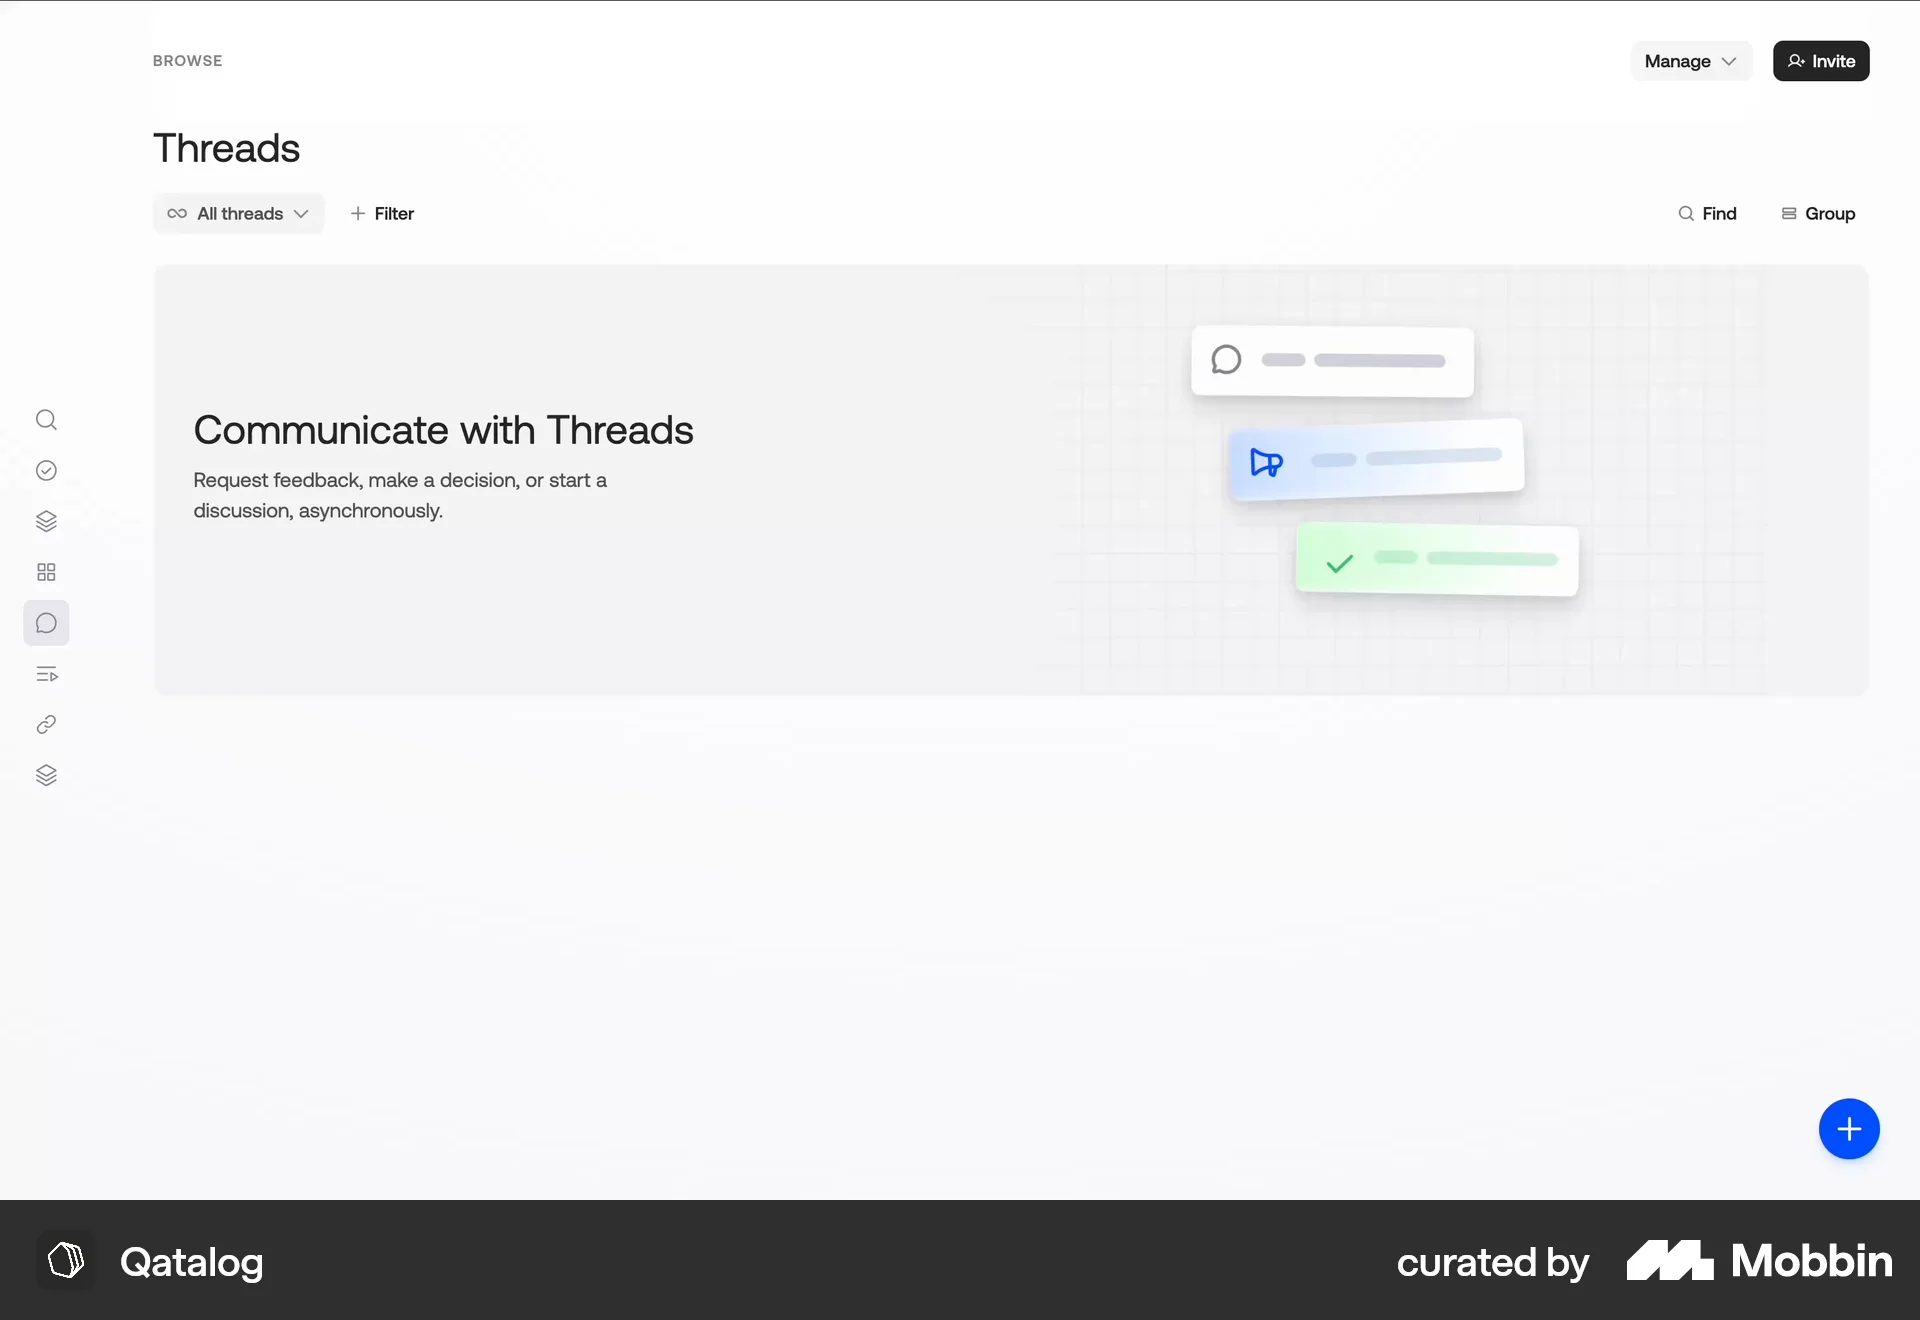 BROWSE
Manage
Invite
Threads
All threads
Filter
Find
Group
Communicate with Threads
Request feedback, make a decision, or start a
discussion, asynchronously.
Qatalog
curated by
Mobbin